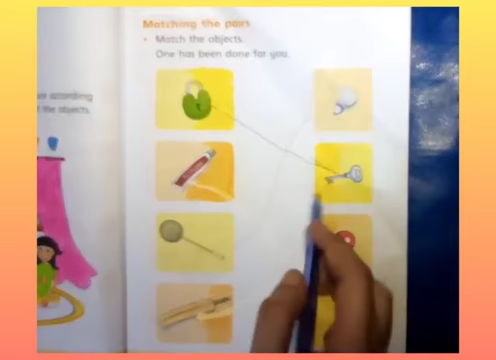 Matching the pairs
• Match the objects.
One has been done for you.
according
the objects.